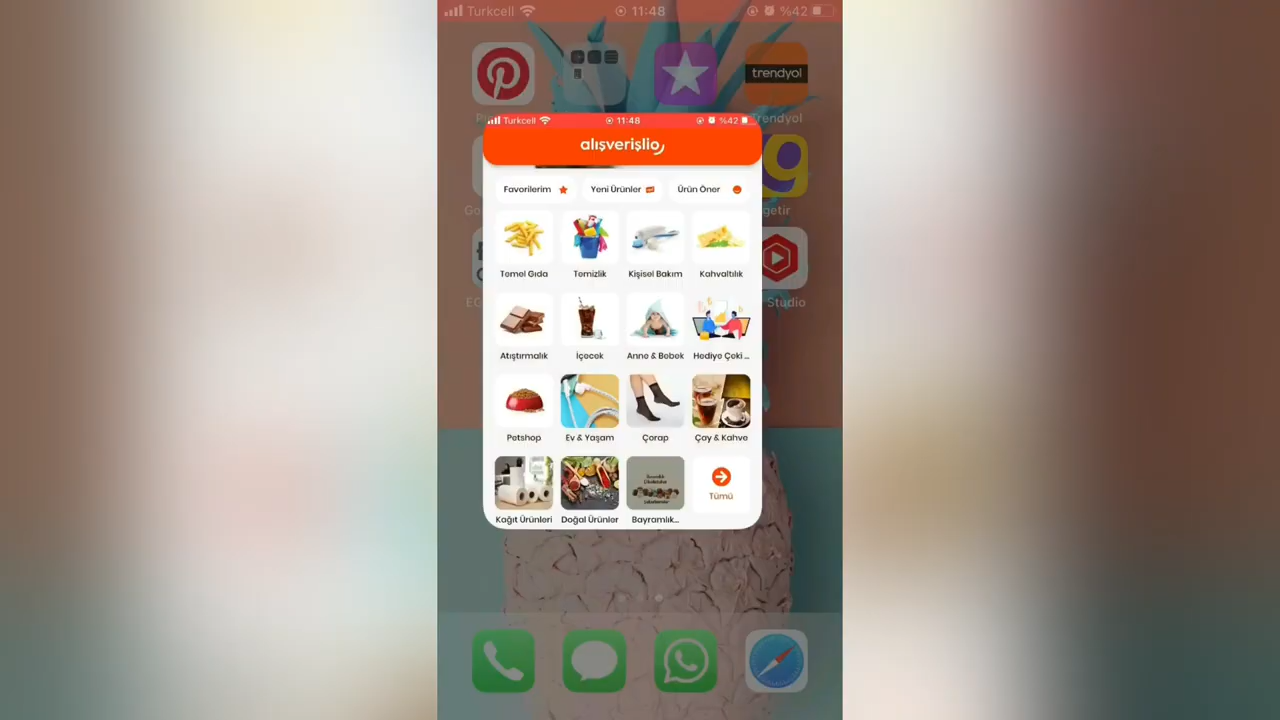 Turkcell 11:48 %42
trendyol
rendyol
Turkcell 11:48 %42
alışverişlio
Favorilerim Yeni Ürünler Ürün Öner
getir
Temel Gıda Temizlik Kişisel Bakım Kahvaltılık
Studio
Atıştırmalık İçecek Anne & Bebek Hediye Çeki ...
Petshop Ev & Yaşam Çorap Çay & Kahve
Tümü
Kağıt Ürünleri Doğal Ürünler Bayramlık...